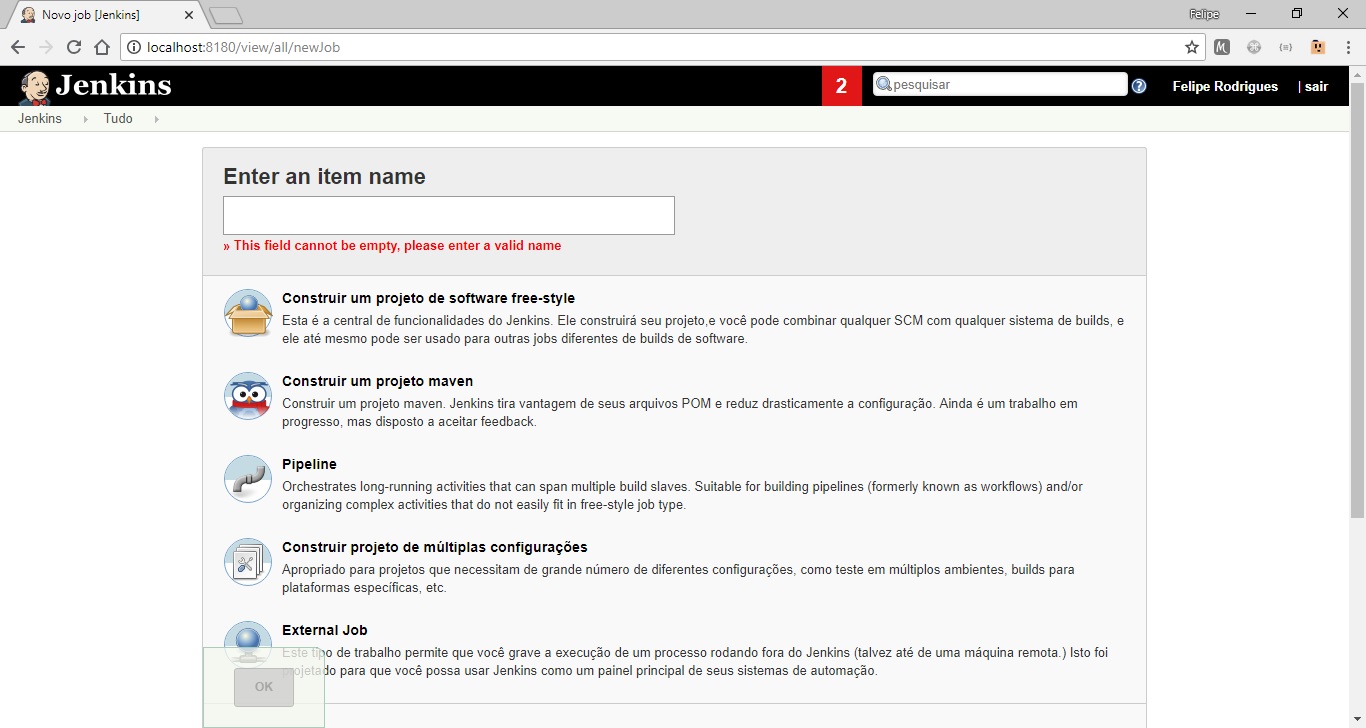 Novo job [Jenkins]
Felipe
localhost:8180/view/all/newJob
Jenkins
2
pesquisar
?
Felipe Rodrigues
| sair
Jenkins
Tudo
Enter an item name
» This field cannot be empty, please enter a valid name
Construir um projeto de software free-style
Esta é a central de funcionalidades do Jenkins. Ele construirá seu projeto,e você pode combinar qualquer SCM com qualquer sistema de builds, e
ele até mesmo pode ser usado para outras jobs diferentes de builds de software.
Construir um projeto maven
Construir um projeto maven. Jenkins tira vantagem de seus arquivos POM e reduz drasticamente a configuração. Ainda é um trabalho em
progresso, mas disposto a aceitar feedback.
Pipeline
Orchestrates long-running activities that can span multiple build slaves. Suitable for building pipelines (formerly known as workflows) and/or
organizing complex activities that do not easily fit in free-style job type.
Construir projeto de múltiplas configurações
Apropriado para projetos que necessitam de grande número de diferentes configurações, como teste em múltiplos ambientes, builds para
plataformas específicas, etc.
External Job
Este tipo de trabalho permite que você grave a execução de um processo rodando fora do Jenkins (talvez até de uma máquina remota.) Isto foi
projetado para que você possa usar Jenkins como um painel principal de seus sistemas de automação.
OK